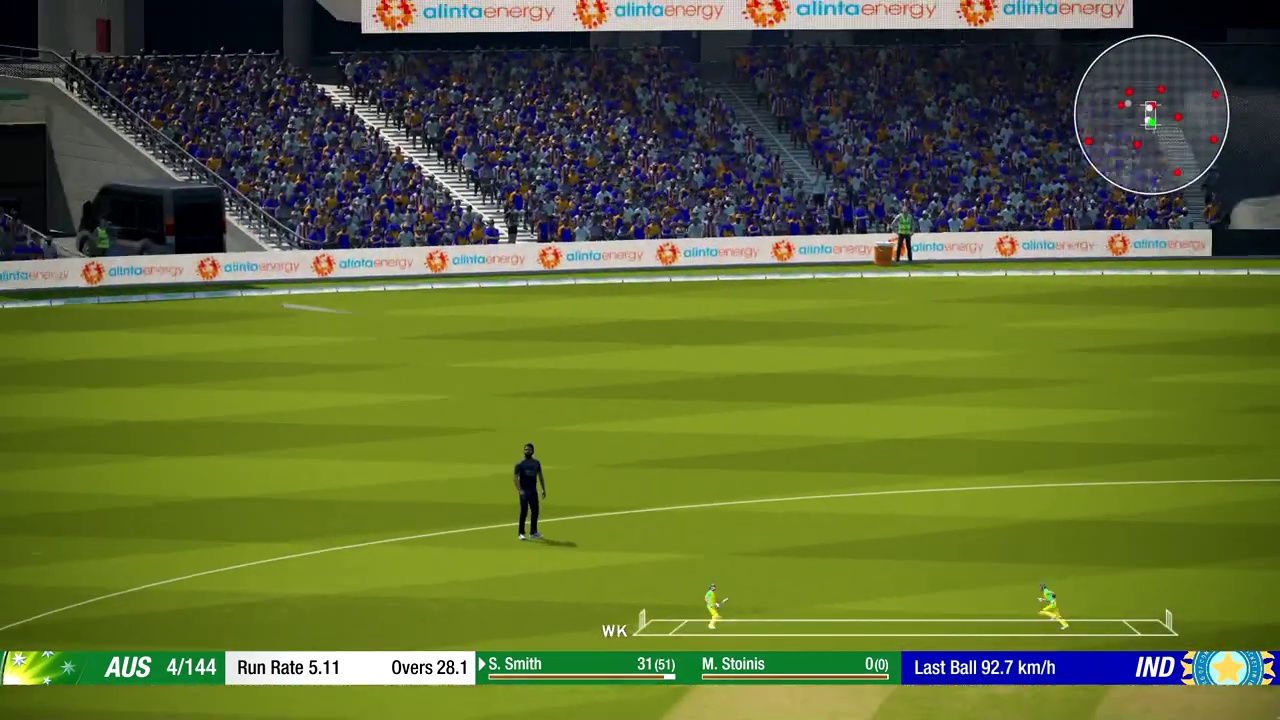 alintaenergy alintaenergy alintaenergy alintaenergy
alintaenergy alintaenergy alintaenergy alintaenergy alintaenergy alintaenergy alintaenergy alintaenergy alintaenergy alintaenergy alintaenergy
WK
AUS 4/144 Run Rate 5.11 Overs 28.1 S. Smith 31(51) M. Stoinis 0(0) Last Ball 92.7 km/h IND